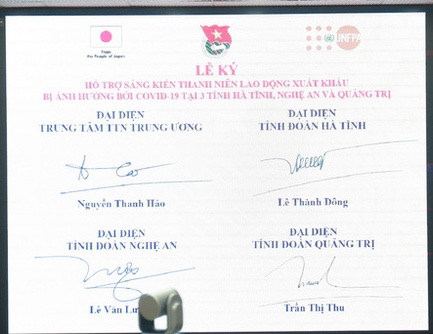 From
the People of Japan
UNFPA
LỄ KÝ
HỖ TRỢ SÁNG KIẾN THANH NIÊN LAO ĐỘNG XUẤT KHẨU
BỊ ẢNH HƯỞNG BỞI COVID-19 TẠI 3 TỈNH HÀ TĨNH, NGHỆ AN VÀ QUẢNG TRỊ
ĐẠI DIỆN
TRUNG TÂM TTN TRUNG ƯƠNG
Nguyễn Thanh Hảo
ĐẠI DIỆN
TỈNH ĐOÀN HÀ TĨNH
Lê Thành Đông
ĐẠI DIỆN
TỈNH ĐOÀN NGHỆ AN
Lê Văn
ĐẠI DIỆN
TỈNH ĐOÀN QUẢNG TRỊ
Trần Thị Thu